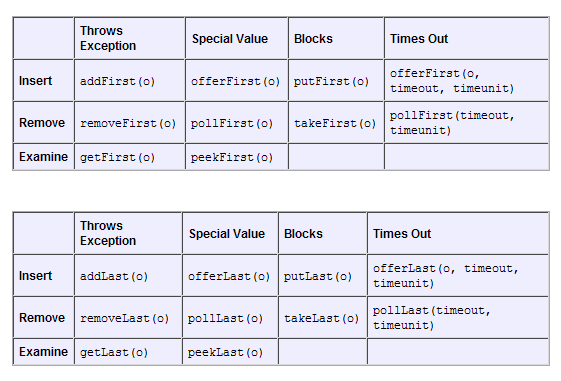 Throws
Exception
Special Value
Blocks
Times Out
Insert
addFirst(o)
offerFirst(o)
putFirst(o)
offerFirst(o,
timeout, timeunit)
Remove
removeFirst(o)
pollFirst(o)
takeFirst(o)
pollFirst(timeout,
timeunit)
Examine
getFirst(o)
peekFirst(o)
Throws
Exception
Special Value
Blocks
Times Out
Insert
addLast(o)
offerLast(o)
putLast(o)
offerLast(o, timeout,
timeunit)
Remove
removeLast(o)
pollLast(o)
takeLast(o)
pollLast(timeout,
timeunit)
Examine
getLast(o)
peekLast(o)